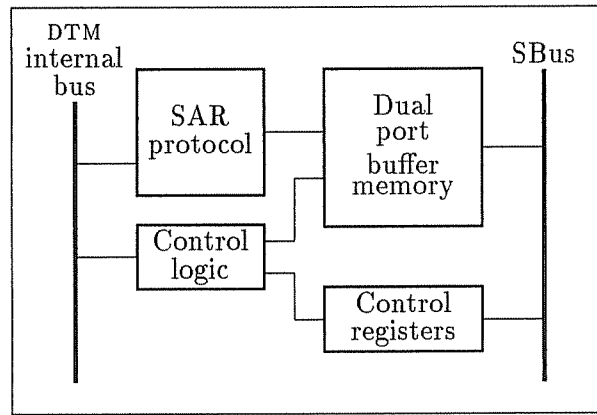 DTM
internal
bus
SBus
SAR
protocol
Dual
port
buffer
memory
Control
logic
Control
registers